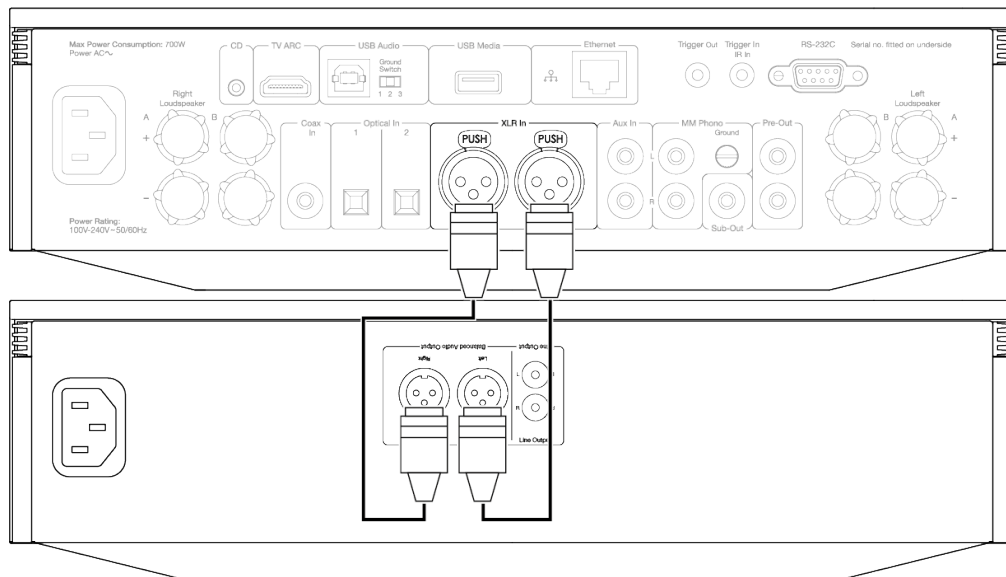 Max Power Consumption: 700W
Power AC~
CD
TV ARC
USB Audio
Ground
Switch
1 2 3
USB Media
Ethernet
Trigger Out
Trigger In
IR In
RS-232C
Serial no. fitted on underside
Right
Loudspeaker
A
B
+
−
Coax
In
Optical In
1
2
XLR In
PUSH
PUSH
Aux In
L
R
MM Phono
Ground
Sub-Out
Pre-Out
Left
Loudspeaker
B
A
+
−
Power Rating:
100V-240V~50/60Hz
Balanced Audio Output
Right
Left
Line Output
L
R
Line Output